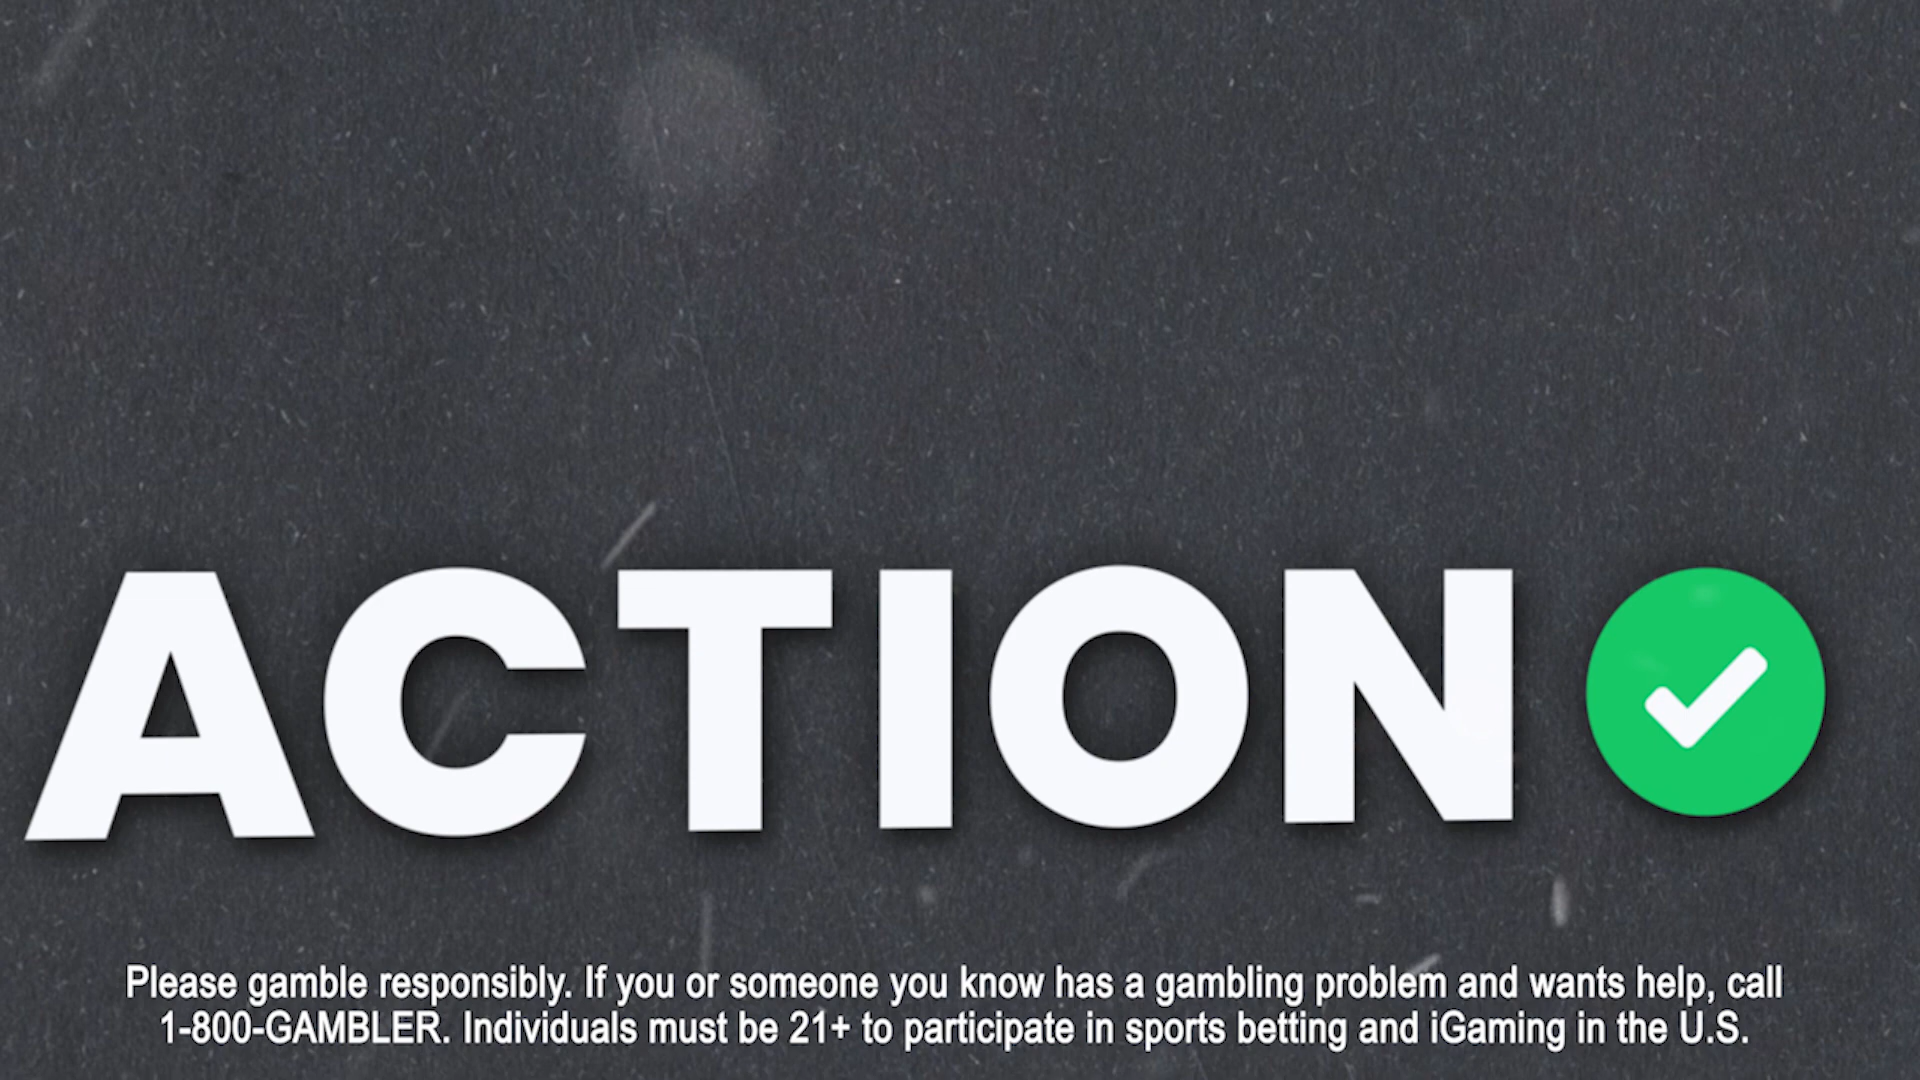 ACTION
Please gamble responsibly. If you or someone you know has a gambling problem and wants help, call
1-800-GAMBLER. Individuals must be 21+ to participate in sports betting and iGaming in the U.S.